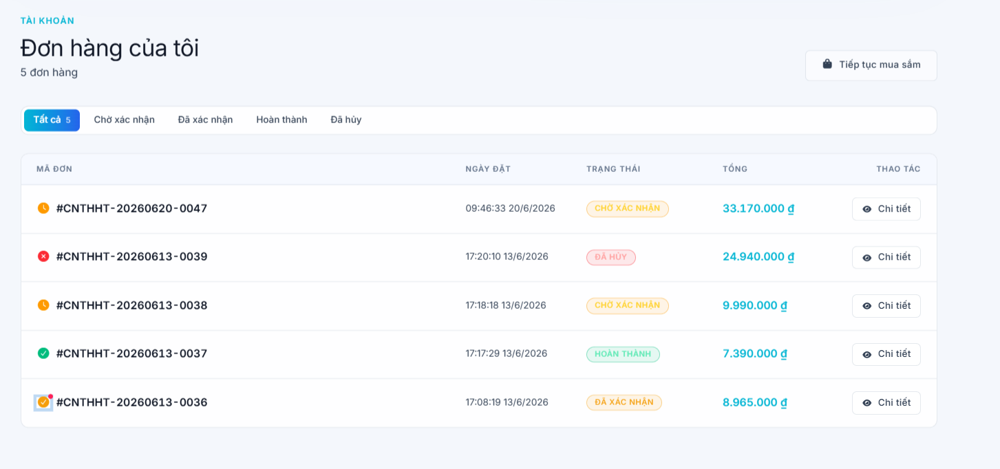 TÀI KHOẢN
Đơn hàng của tôi
5 đơn hàng
Tiếp tục mua sắm
Tất cả 5 Chờ xác nhận Đã xác nhận Hoàn thành Đã hủy
MÃ ĐƠN NGÀY ĐẶT TRẠNG THÁI TỔNG THAO TÁC
#CNTHHT-20260620-0047 09:46:33 20/6/2026 CHỜ XÁC NHẬN 33.170.000 ₫ Chi tiết
#CNTHHT-20260613-0039 17:20:10 13/6/2026 ĐÃ HỦY 24.940.000 ₫ Chi tiết
#CNTHHT-20260613-0038 17:18:18 13/6/2026 CHỜ XÁC NHẬN 9.990.000 ₫ Chi tiết
#CNTHHT-20260613-0037 17:17:29 13/6/2026 HOÀN THÀNH 7.390.000 ₫ Chi tiết
#CNTHHT-20260613-0036 17:08:19 13/6/2026 ĐÃ XÁC NHẬN 8.965.000 ₫ Chi tiết